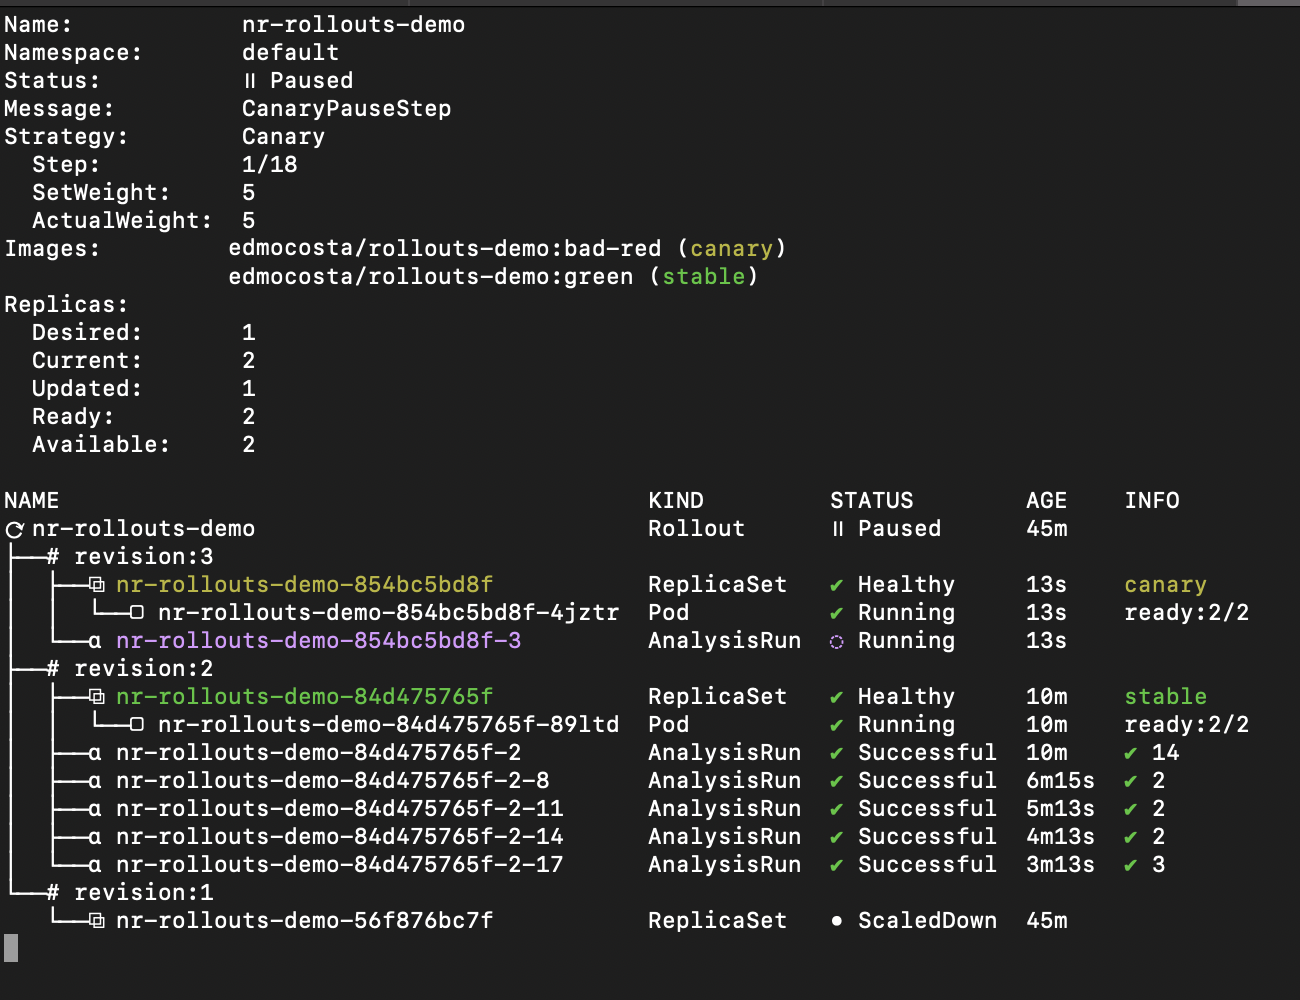 Name: nr-rollouts-demo
Namespace: default
Status: ॥ Paused
Message: CanaryPauseStep
Strategy: Canary
Step: 1/18
SetWeight: 5
ActualWeight: 5
Images: edmocosta/rollouts-demo:bad-red (canary)
edmocosta/rollouts-demo:green (stable)
Replicas:
Desired: 1
Current: 2
Updated: 1
Ready: 2
Available: 2
NAME KIND STATUS AGE INFO
⟳ nr-rollouts-demo Rollout ॥ Paused 45m
├──# revision:3
│ ├──⧉ nr-rollouts-demo-854bc5bd8f ReplicaSet ✔ Healthy 13s canary
│ │ └──□ nr-rollouts-demo-854bc5bd8f-4jztr Pod ✔ Running 13s ready:2/2
│ └──α nr-rollouts-demo-854bc5bd8f-3 AnalysisRun ◌ Running 13s
├──# revision:2
│ ├──⧉ nr-rollouts-demo-84d475765f ReplicaSet ✔ Healthy 10m stable
│ │ └──□ nr-rollouts-demo-84d475765f-89ltd Pod ✔ Running 10m ready:2/2
│ ├──α nr-rollouts-demo-84d475765f-2 AnalysisRun ✔ Successful 10m ✔ 14
│ ├──α nr-rollouts-demo-84d475765f-2-8 AnalysisRun ✔ Successful 6m15s ✔ 2
│ ├──α nr-rollouts-demo-84d475765f-2-11 AnalysisRun ✔ Successful 5m13s ✔ 2
│ ├──α nr-rollouts-demo-84d475765f-2-14 AnalysisRun ✔ Successful 4m13s ✔ 2
│ └──α nr-rollouts-demo-84d475765f-2-17 AnalysisRun ✔ Successful 3m13s ✔ 3
└──# revision:1
└──⧉ nr-rollouts-demo-56f876bc7f ReplicaSet • ScaledDown 45m